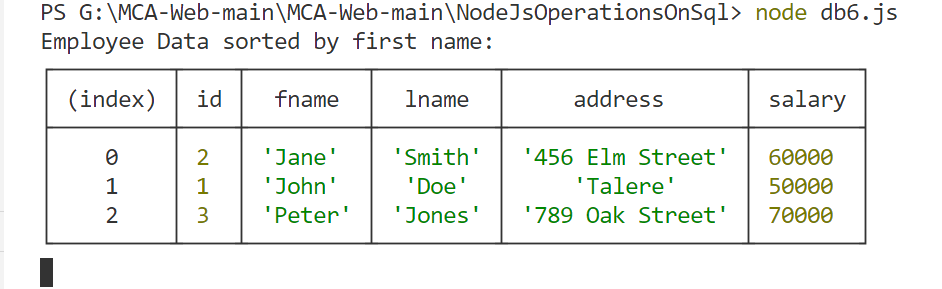 PS G:\MCA-Web-main\MCA-Web-main\NodeJsOperationsOnSql> node db6.js
Employee Data sorted by first name:
(index) id fname lname address salary
0 2 'Jane' 'Smith' '456 Elm Street' 60000
1 1 'John' 'Doe' 'Talere' 50000
2 3 'Peter' 'Jones' '789 Oak Street' 70000